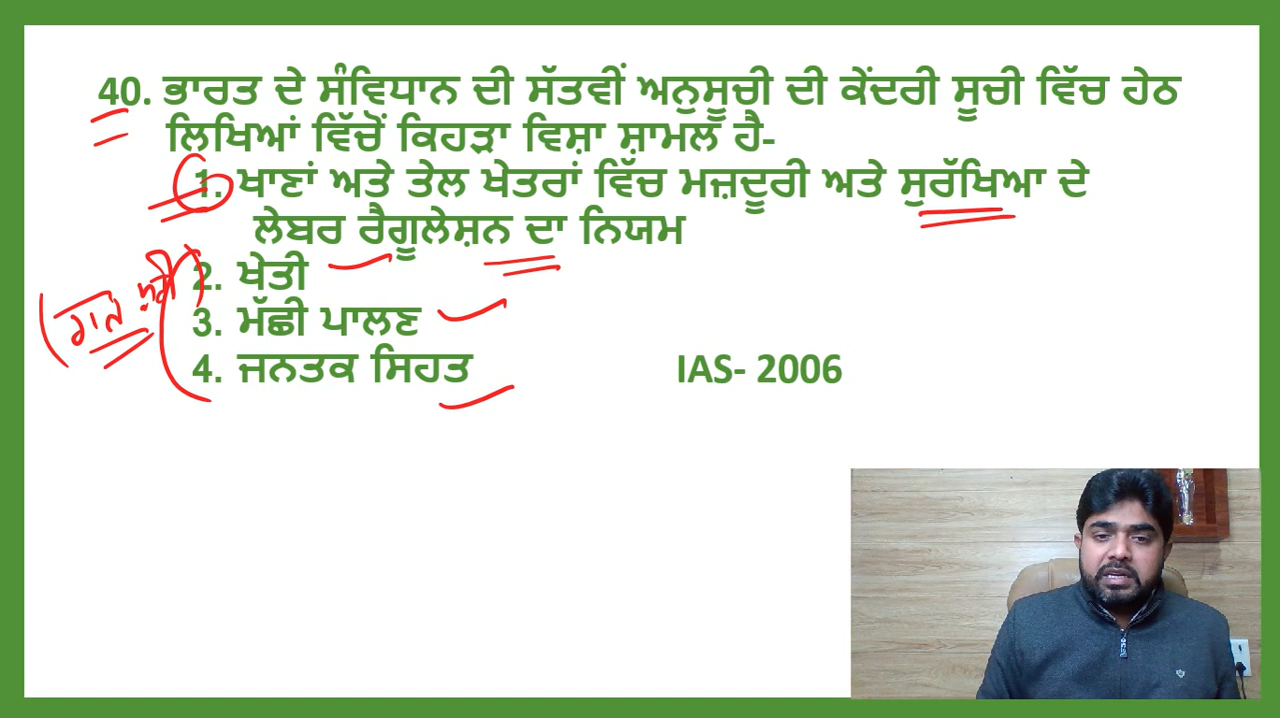 40. ਭਾਰਤ ਦੇ ਸੰਵਿਧਾਨ ਦੀ ਸੱਤਵੀਂ ਅਨੁਸੂਚੀ ਦੀ ਕੇਂਦਰੀ ਸੂਚੀ ਵਿੱਚ ਹੇਠ
ਲਿਖਿਆਂ ਵਿੱਚੋਂ ਕਿਹੜਾ ਵਿਸ਼ਾ ਸ਼ਾਮਲ ਹੈ-
1. ਖਾਣਾਂ ਅਤੇ ਤੇਲ ਖੇਤਰਾਂ ਵਿੱਚ ਮਜ਼ਦੂਰੀ ਅਤੇ ਸੁਰੱਖਿਆ ਦੇ
ਲੇਬਰ ਰੈਗੂਲੇਸ਼ਨ ਦਾ ਨਿਯਮ
2. ਖੇਤੀ
3. ਮੱਛੀ ਪਾਲਣ
4. ਜਨਤਕ ਸਿਹਤ IAS- 2006